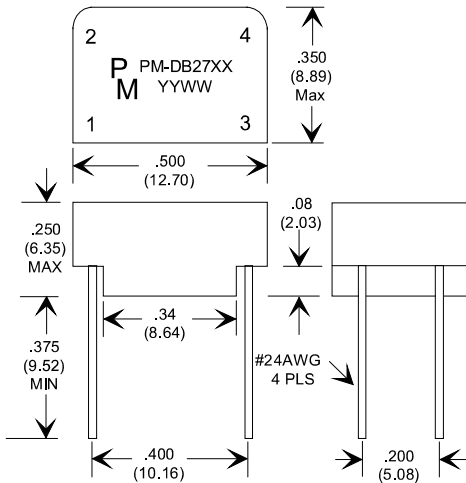 2 4
P M PM-DB27XX
YYWW
1 3
.350
(8.89)
Max
.500
(12.70)
.250
(6.35)
MAX
.08
(2.03)
.34
(8.64)
.375
(9.52)
MIN
#24AWG
4 PLS
.400
(10.16)
.200
(5.08)